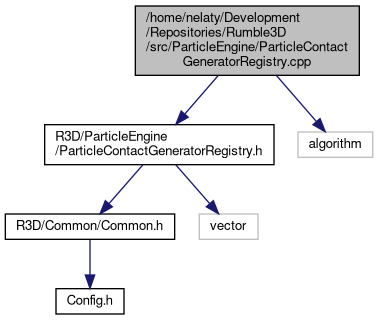 /home/nelaty/Development
/Repositories/Rumble3D
/src/ParticleEngine/ParticleContact
GeneratorRegistry.cpp
R3D/ParticleEngine
/ParticleContactGeneratorRegistry.h
algorithm
R3D/Common/Common.h
vector
Config.h